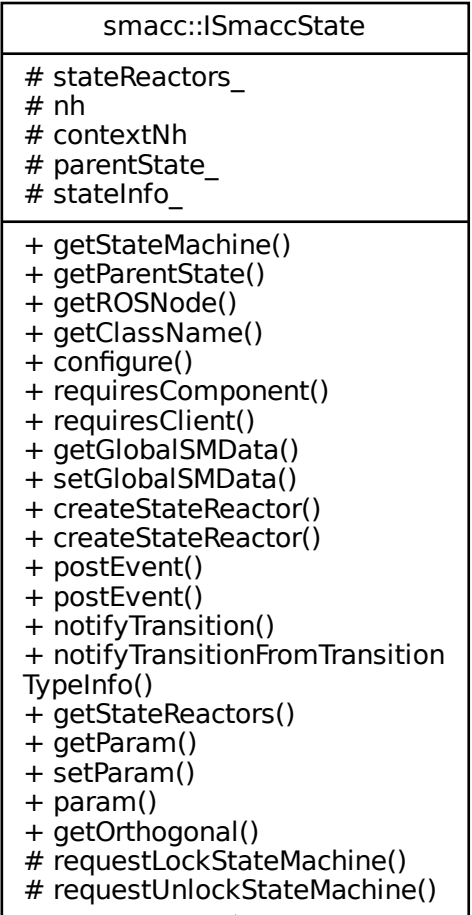 smacc::ISmaccState
# stateReactors_
# nh
# contextNh
# parentState_
# stateInfo_
+ getStateMachine()
+ getParentState()
+ getROSNode()
+ getClassName()
+ configure()
+ requiresComponent()
+ requiresClient()
+ getGlobalSMData()
+ setGlobalSMData()
+ createStateReactor()
+ createStateReactor()
+ postEvent()
+ postEvent()
+ notifyTransition()
+ notifyTransitionFromTransition
TypeInfo()
+ getStateReactors()
+ getParam()
+ setParam()
+ param()
+ getOrthogonal()
# requestLockStateMachine()
# requestUnlockStateMachine()